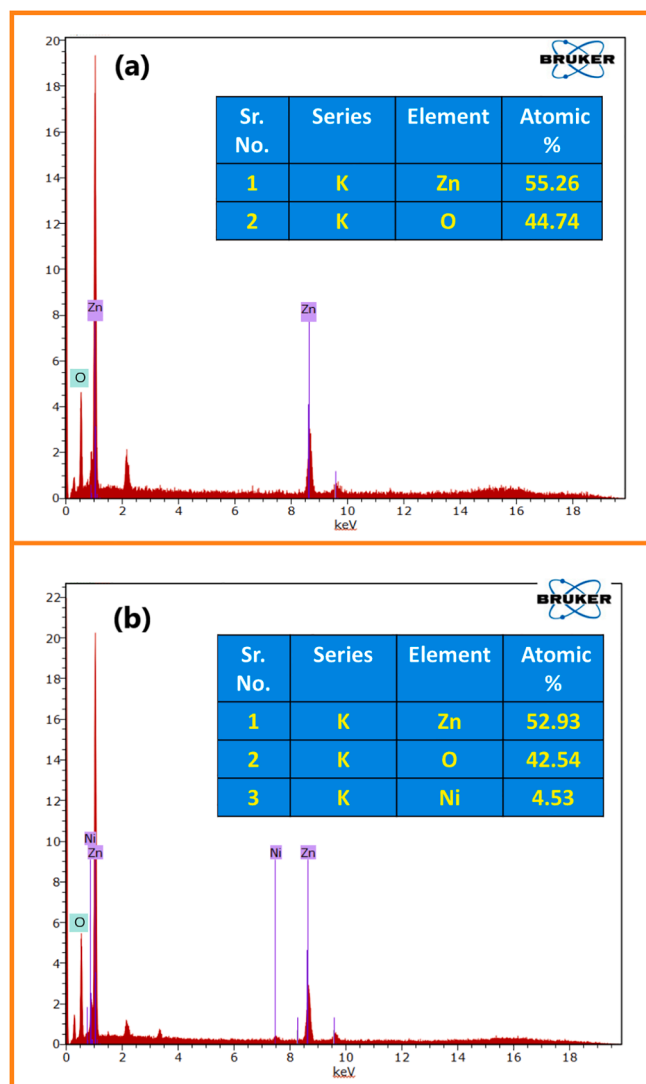 (a)
BRUKER
Sr. No. Series Element Atomic %
1 K Zn 55.26
2 K O 44.74
20
18
16
14
12
10
8
6
4
2
0
Zn
Zn
O
0 2 4 6 8 10 12 14 16 18
keV
(b)
BRUKER
Sr. No. Series Element Atomic %
1 K Zn 52.93
2 K O 42.54
3 K Ni 4.53
22
20
18
16
14
12
10
8
6
4
2
0
Ni
Zn
Ni
Zn
O
0 2 4 6 8 10 12 14 16 18
keV